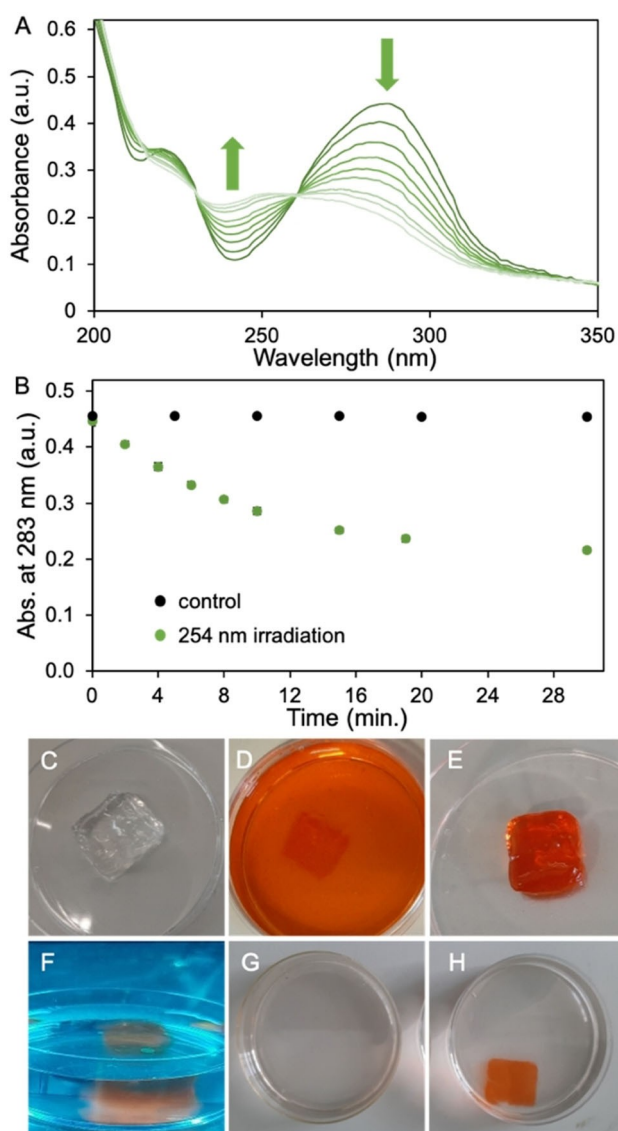 A
0.6
0.5
0.4
0.3
0.2
0.1
0
Absorbance (a.u.)
200
250
300
350
Wavelength (nm)
B
0.5
0.4
0.3
0.2
0.1
0.0
Abs. at 283 nm (a.u.)
control
254 nm irradiation
0
4
8
12
16
20
24
28
Time (min.)
C
D
E
F
G
H